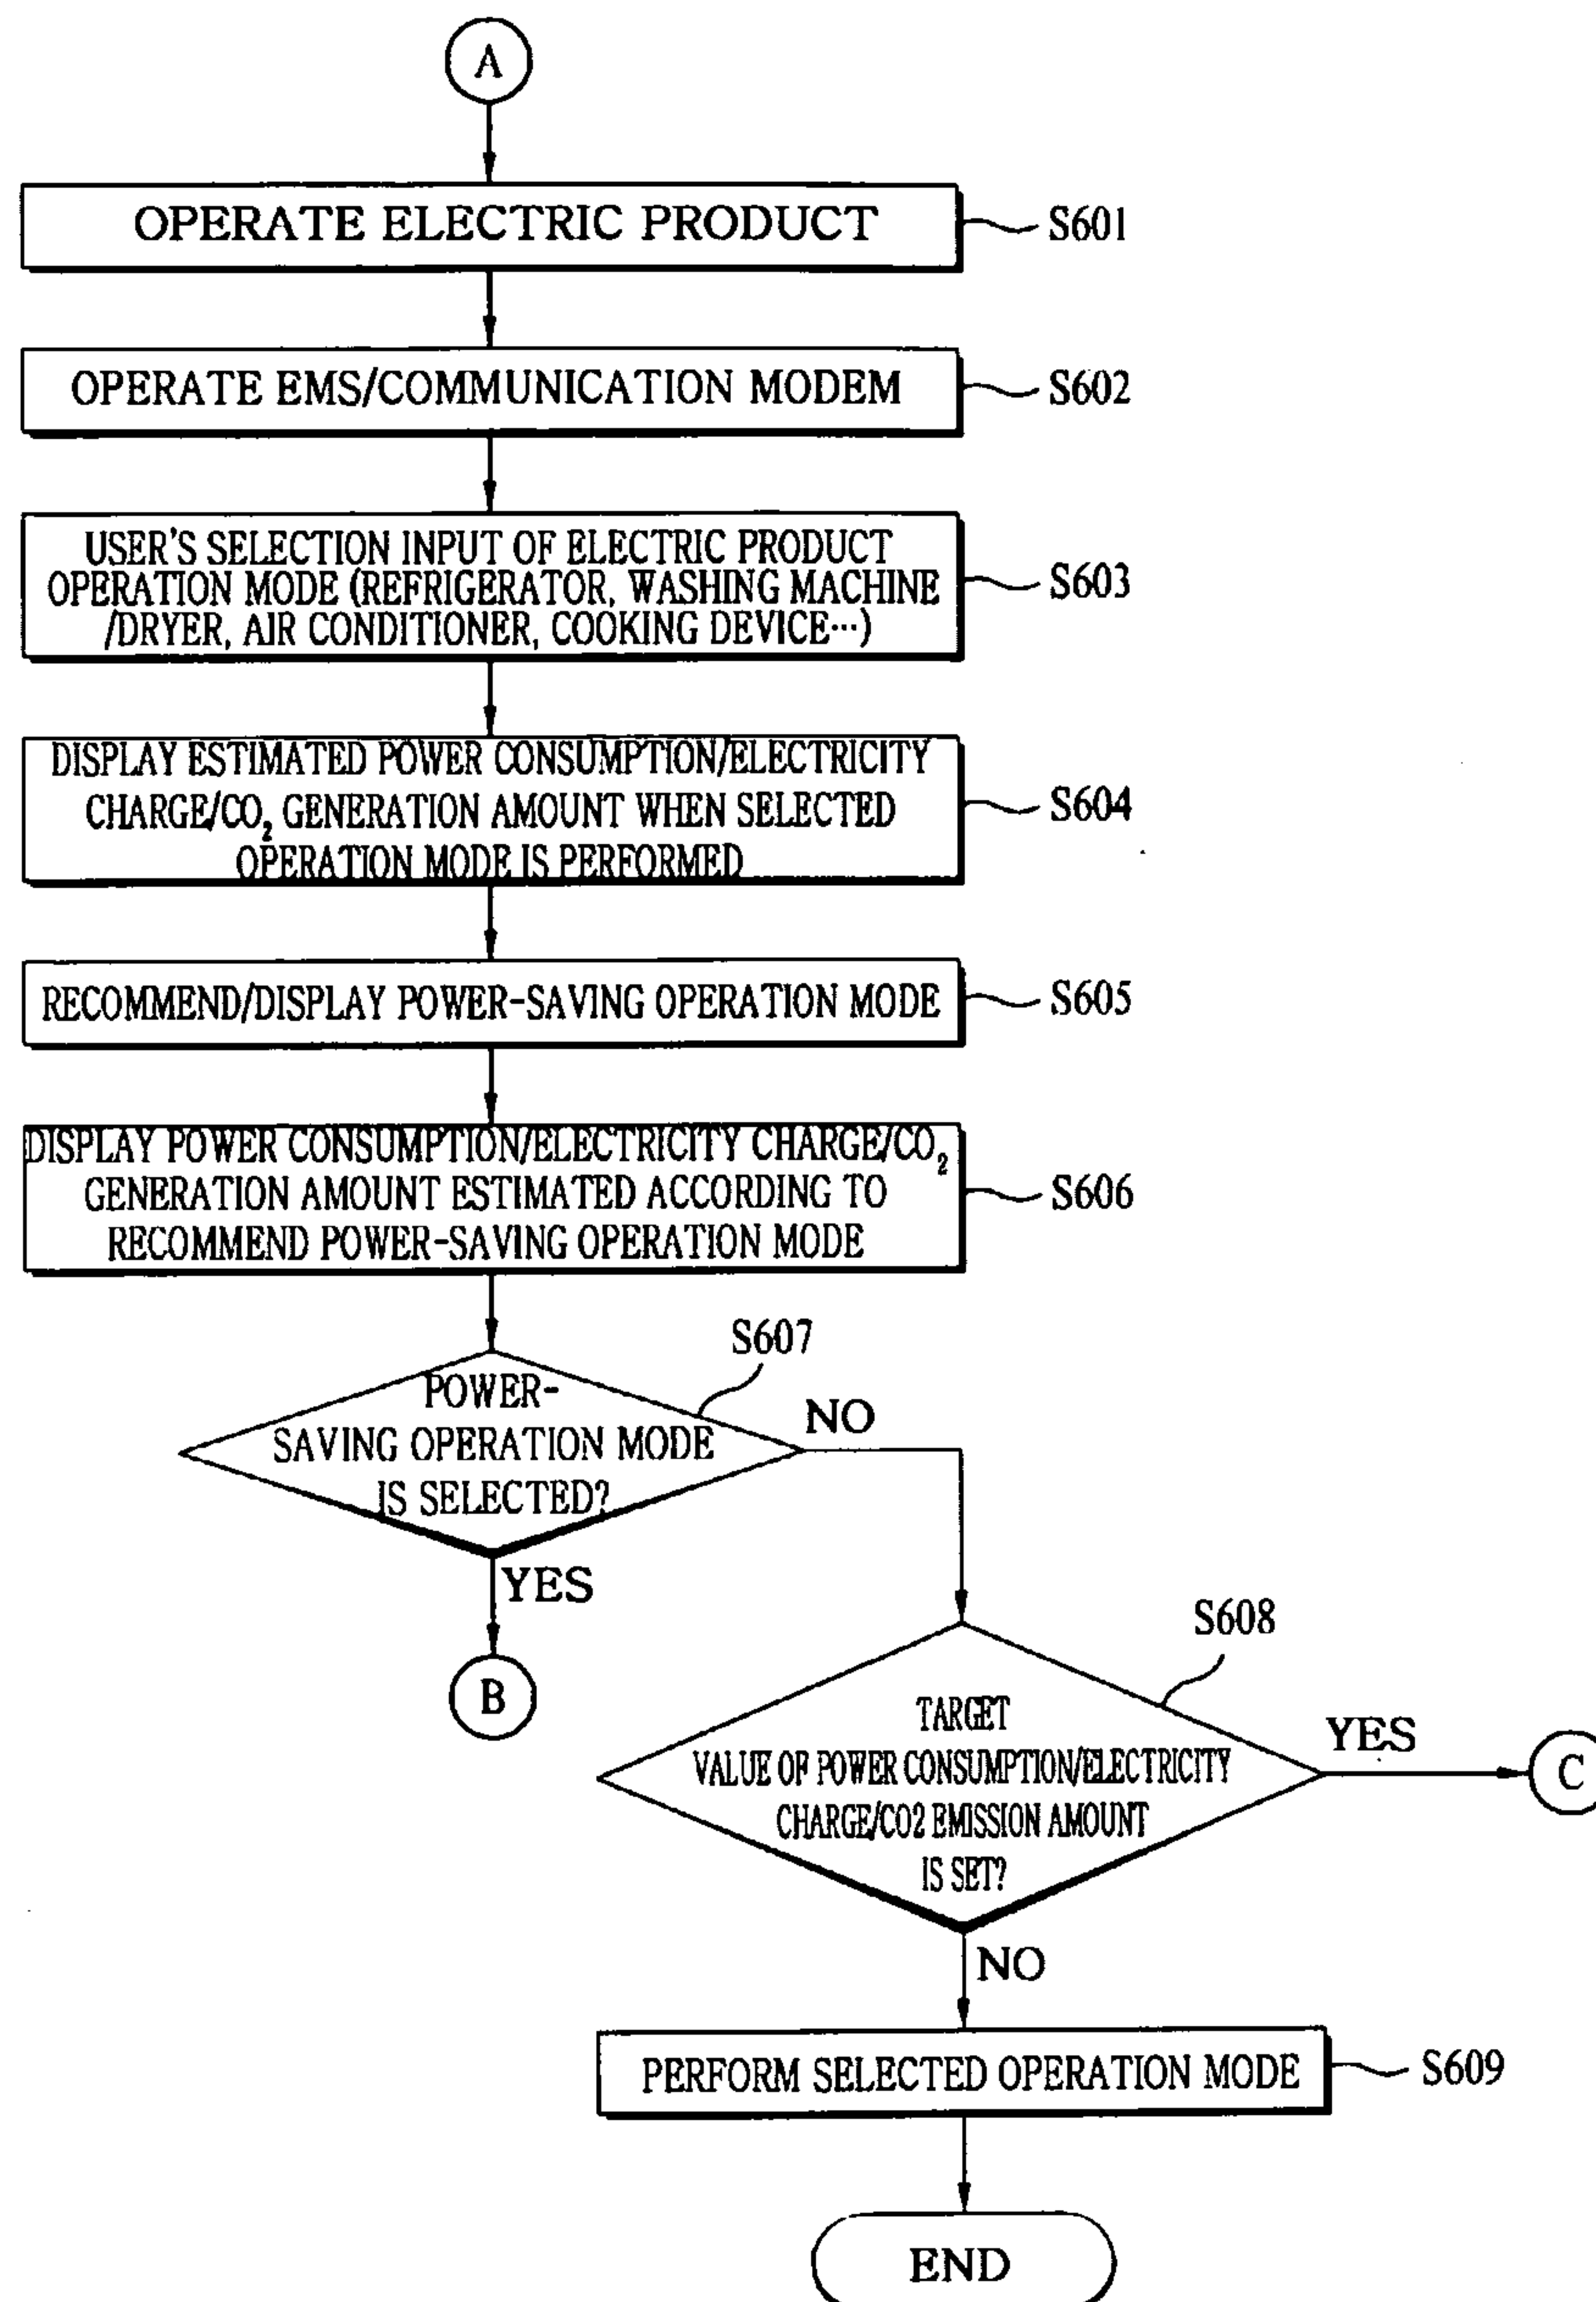 A
OPERATE ELECTRIC PRODUCT
S601
OPERATE EMS/COMMUNICATION MODEM
S602
USER'S SELECTION INPUT OF ELECTRIC PRODUCT
OPERATION MODE (REFRIGERATOR, WASHING MACHINE
/DRYER, AIR CONDITIONER, COOKING DEVICE…)
S603
DISPLAY ESTIMATED POWER CONSUMPTION/ELECTRICITY
CHARGE/CO₂ GENERATION AMOUNT WHEN SELECTED
OPERATION MODE IS PERFORMED
S604
RECOMMEND/DISPLAY POWER-SAVING OPERATION MODE
S605
DISPLAY POWER CONSUMPTION/ELECTRICITY CHARGE/CO₂
GENERATION AMOUNT ESTIMATED ACCORDING TO
RECOMMEND POWER-SAVING OPERATION MODE
S606
S607
POWER-
SAVING OPERATION MODE
IS SELECTED?
NO
YES
B
S608
TARGET
VALUE OF POWER CONSUMPTION/ELECTRICITY
CHARGE/CO2 EMISSION AMOUNT
IS SET?
YES
C
NO
PERFORM SELECTED OPERATION MODE
S609
END